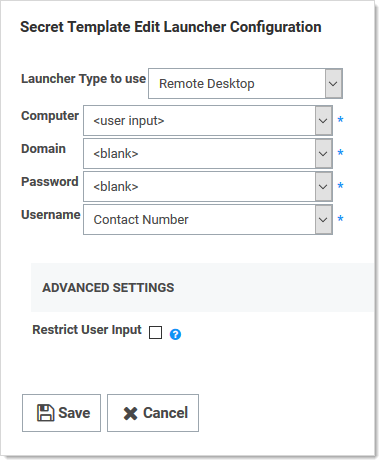 Secret Template Edit Launcher Configuration
Launcher Type to use Remote Desktop
Computer <user input> *
Domain <blank> *
Password <blank> *
Username Contact Number *
ADVANCED SETTINGS
Restrict User Input ?
Save Cancel